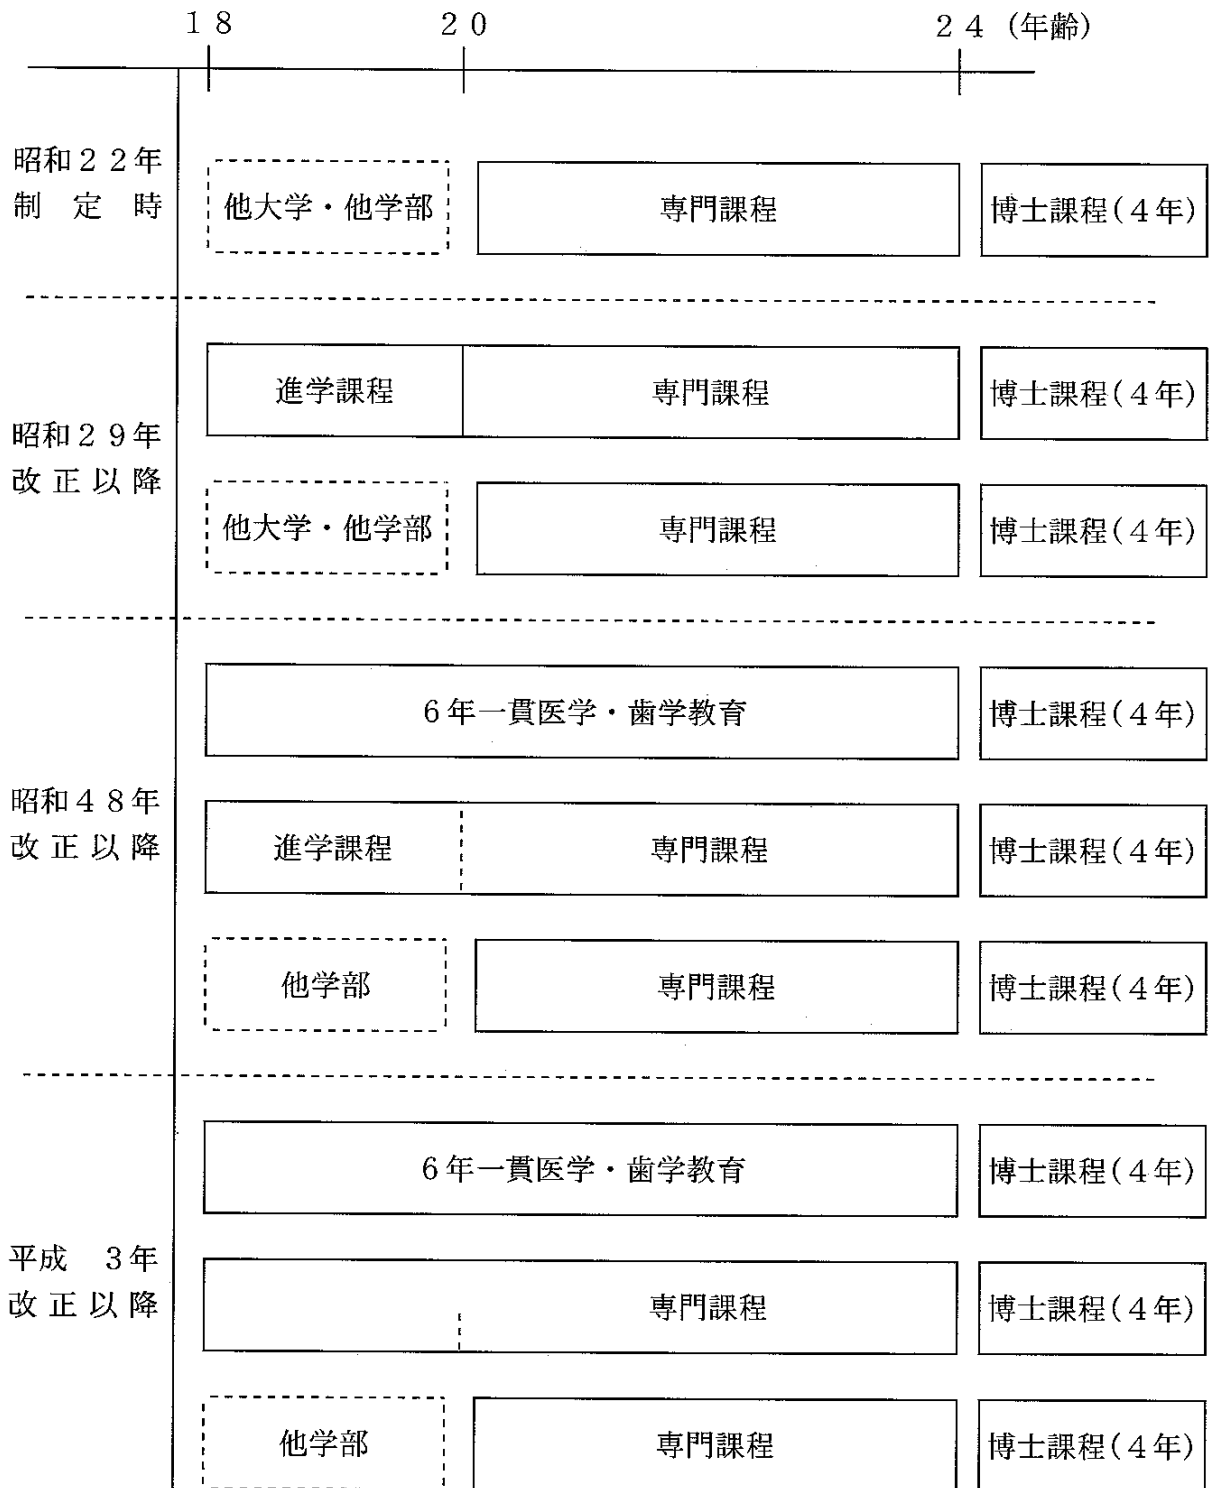 １８ ２０ ２４ (年齢)
昭和２２年
制定時
他大学・他学部 専門課程 博士課程(４年)
昭和２９年
改正以降
進学課程 専門課程 博士課程(４年)
他大学・他学部 専門課程 博士課程(４年)
昭和４８年
改正以降
６年一貫医学・歯学教育 博士課程(４年)
進学課程 専門課程 博士課程(４年)
他学部 専門課程 博士課程(４年)
平成　３年
改正以降
６年一貫医学・歯学教育 博士課程(４年)
専門課程 博士課程(４年)
他学部 専門課程 博士課程(４年)